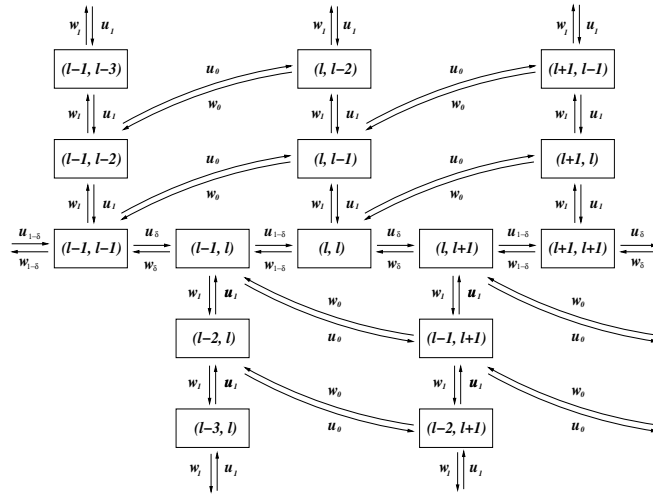 w₁ u₁ w₁ u₁ w₁ u₁
(l−1, l−3) (l, l−2) (l+1, l−1)
u₀ u₀
w₁ u₁ w₀ w₁ u₁ w₀ w₁ u₁
(l−1, l−2) (l, l−1) (l+1, l)
u₀ u₀
w₁ u₁ w₀ w₁ u₁ w₀ w₁ u₁
u₁₋δ uδ u₁₋δ uδ u₁₋δ uδ
(l−1, l−1) (l−1, l) (l, l) (l, l+1) (l+1, l+1)
w₁₋δ wδ w₁₋δ wδ w₁₋δ wδ
w₁ u₁ w₀ w₁ u₁ w₀
(l−2, l) u₀ (l−1, l+1) u₀
w₁ u₁ w₀ w₁ u₁ w₀
(l−3, l) u₀ (l−2, l+1) u₀
w₁ u₁ w₁ u₁